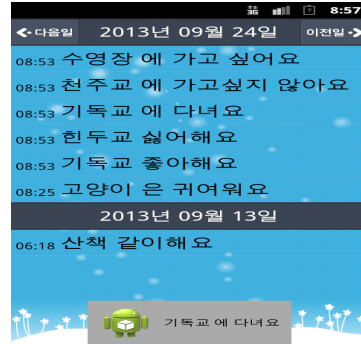 3G 8:57
다음일 2013년 09월 24일 이전일
08:53 수영장 에 가고 싶어요
08:53 천주교 에 가고싶지 않아요
08:53 기독교 에 다녀요
08:53 힌두교 싫어해요
08:53 기독교 좋아해요
08:25 고양이 은 귀여워요
2013년 09월 13일
06:18 산책 같이해요
기독교 에 다녀요